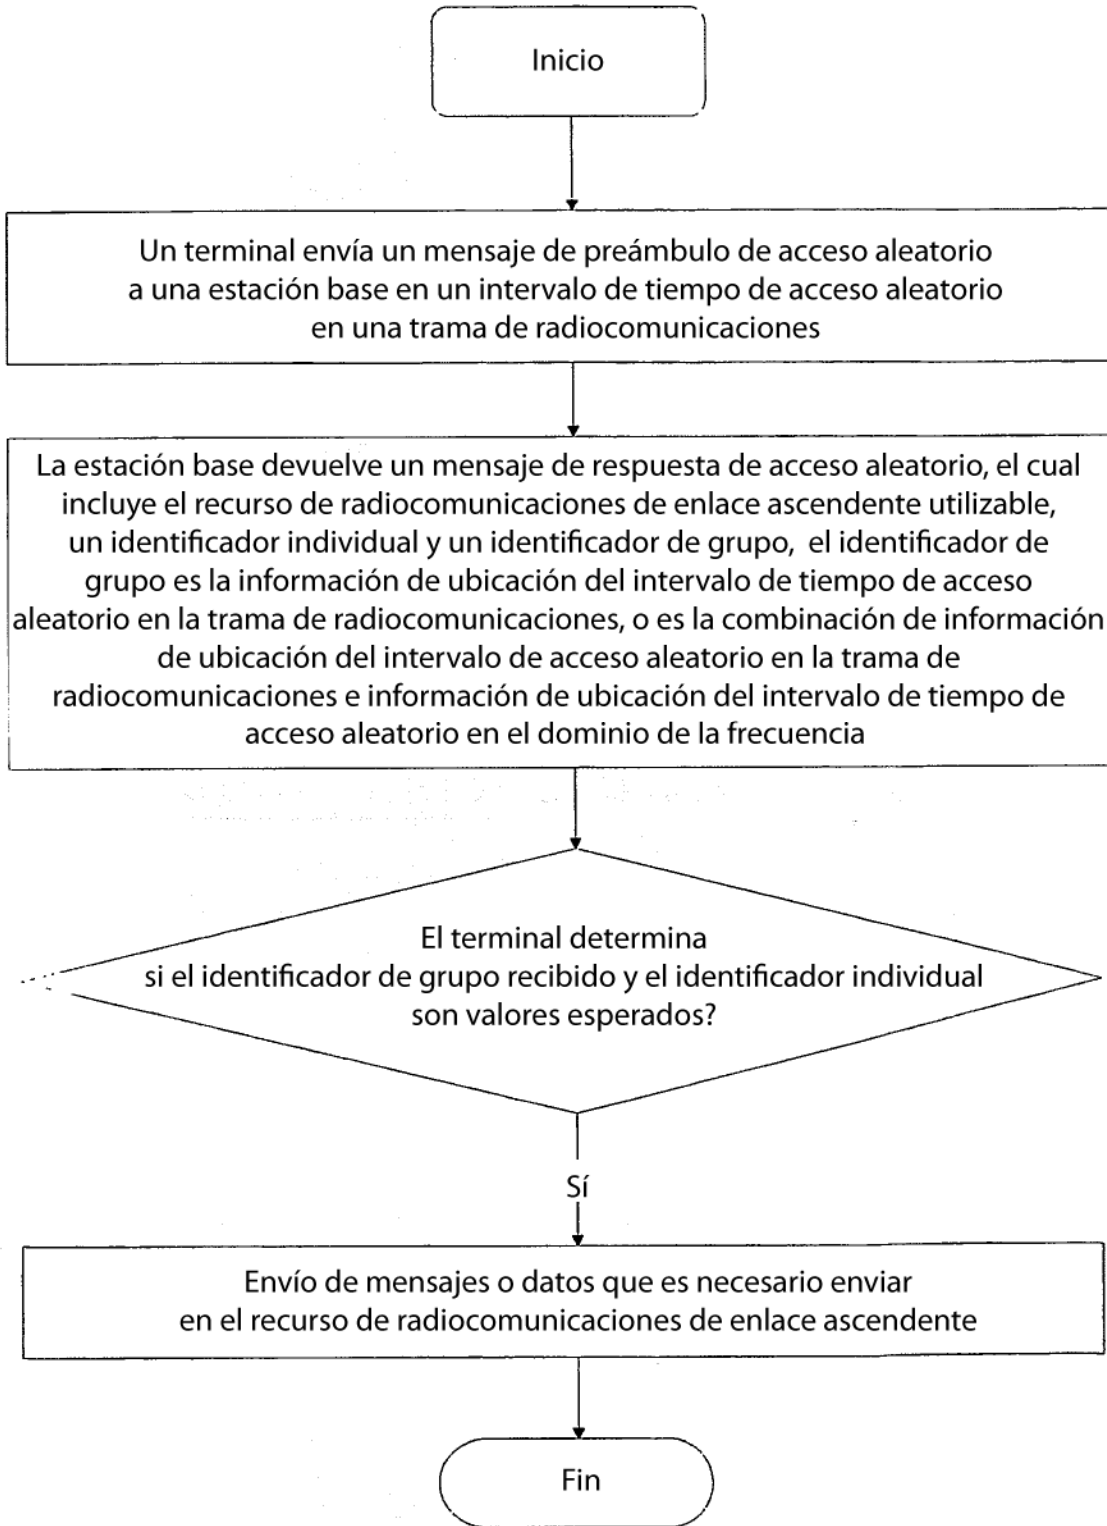 Inicio
Un terminal envía un mensaje de preámbulo de acceso aleatorio
a una estación base en un intervalo de tiempo de acceso aleatorio
en una trama de radiocomunicaciones
La estación base devuelve un mensaje de respuesta de acceso aleatorio, el cual
incluye el recurso de radiocomunicaciones de enlace ascendente utilizable,
un identificador individual y un identificador de grupo, el identificador de
grupo es la información de ubicación del intervalo de tiempo de acceso
aleatorio en la trama de radiocomunicaciones, o es la combinación de información
de ubicación del intervalo de acceso aleatorio en la trama de
radiocomunicaciones e información de ubicación del intervalo de tiempo de
acceso aleatorio en el dominio de la frecuencia
El terminal determina
si el identificador de grupo recibido y el identificador individual
son valores esperados?
Sí
Envío de mensajes o datos que es necesario enviar
en el recurso de radiocomunicaciones de enlace ascendente
Fin